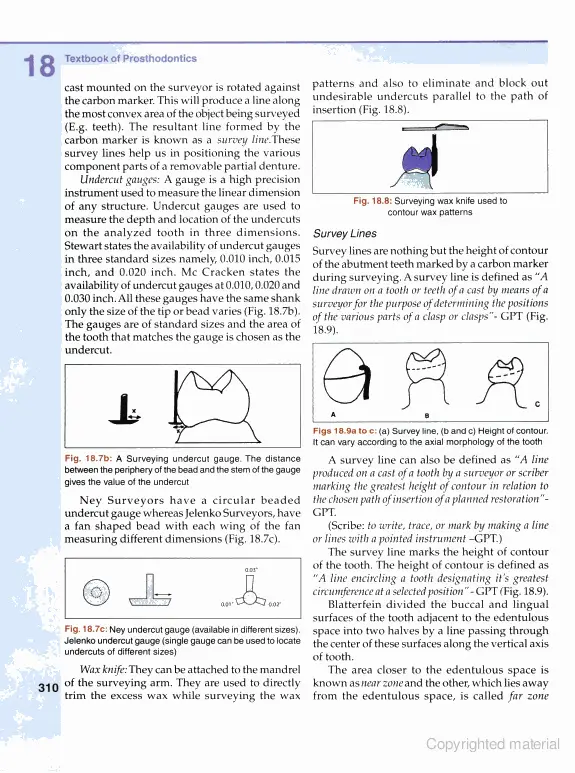 18
Textbook of Prosthodontics
cast mounted on the surveyor is rotated against
the carbon marker. This will produce a line along
the most convex area of the object being surveyed
(E.g. teeth). The resultant line formed by the
carbon marker is known as a survey line.These
survey lines help us in positioning the various
component parts of a removable partial denture.
Undercut gauges: A gauge is a high precision
instrument used to measure the linear dimension
of any structure. Undercut gauges are used to
measure the depth and location of the undercuts
on the analyzed tooth in three dimensions.
Stewart states the availability of undercut gauges
in three standard sizes namely, 0.010 inch, 0.015
inch, and 0.020 inch. Mc Cracken states the
availability of undercut gauges at 0.010, 0.020 and
0.030 inch. All these gauges have the same shank
only the size of the tip or bead varies (Fig. 18.7b).
The gauges are of standard sizes and the area of
the tooth that matches the gauge is chosen as the
undercut.
x
x
Fig. 18.7b: A Surveying undercut gauge. The distance
between the periphery of the bead and the stem of the gauge
gives the value of the undercut
Ney Surveyors have a circular beaded
undercut gauge whereas Jelenko Surveyors, have
a fan shaped bead with each wing of the fan
measuring different dimensions (Fig. 18.7c).
0.03"
0.01" 0.02"
Fig. 18.7c: Ney undercut gauge (available in different sizes).
Jelenko undercut gauge (single gauge can be used to locate
undercuts of different sizes)
Wax knife: They can be attached to the mandrel
of the surveying arm. They are used to directly
trim the excess wax while surveying the wax
310
patterns and also to eliminate and block out
undesirable undercuts parallel to the path of
insertion (Fig. 18.8).
Fig. 18.8: Surveying wax knife used to
contour wax patterns
Survey Lines
Survey lines are nothing but the height of contour
of the abutment teeth marked by a carbon marker
during surveying. A survey line is defined as "A
line drawn on a tooth or teeth of a cast by means of a
surveyor for the purpose of determining the positions
of the various parts of a clasp or clasps"- GPT (Fig.
18.9).
A B C
Figs 18.9a to c: (a) Survey line, (b and c) Height of contour.
It can vary according to the axial morphology of the tooth
A survey line can also be defined as "A line
produced on a cast of a tooth by a surveyor or scriber
marking the greatest height of contour in relation to
the chosen path of insertion of a planned restoration"-
GPT.
(Scribe: to write, trace, or mark by making a line
or lines with a pointed instrument –GPT.)
The survey line marks the height of contour
of the tooth. The height of contour is defined as
"A line encircling a tooth designating it's greatest
circumference at a selected position" - GPT (Fig. 18.9).
Blatterfein divided the buccal and lingual
surfaces of the tooth adjacent to the edentulous
space into two halves by a line passing through
the center of these surfaces along the vertical axis
of tooth.
The area closer to the edentulous space is
known as near zone and the other, which lies away
from the edentulous space, is called far zone
Copyrighted material